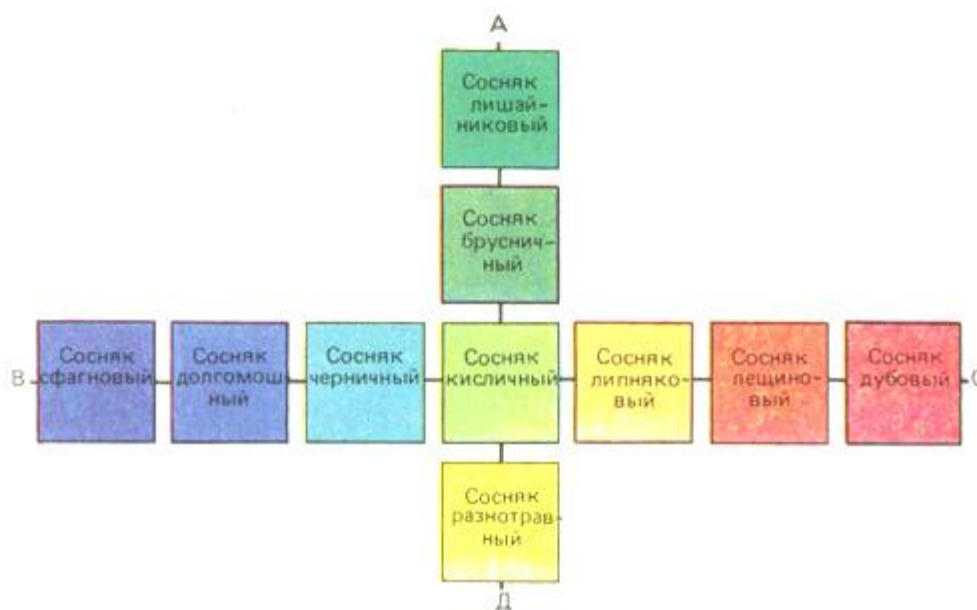 А
Сосняк
лишай-
никовый
Сосняк
бруснич-
ный
В
Сосняк
сфагновый
Сосняк
долгомош-
ный
Сосняк
черничный
Сосняк
кисличный
Сосняк
липняко-
вый
Сосняк
лещино-
вый
Сосняк
дубовый
С
Сосняк
разнотрав-
ный
Д